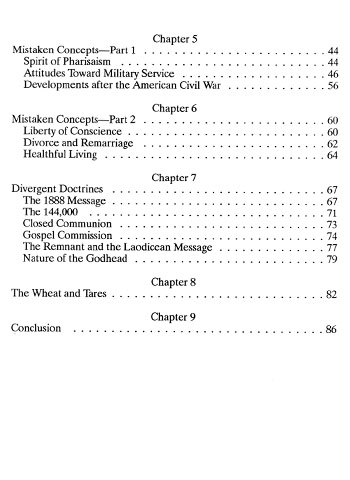 Chapter 5
Mistaken Concepts—Part 1 . . . . . . . . . . . . . . . . . . . . . . 44
Spirit of Pharisaism . . . . . . . . . . . . . . . . . . . . . . . . 44
Attitudes Toward Military Service . . . . . . . . . . . . . . . 46
Developments after the American Civil War . . . . . . . . . 56
Chapter 6
Mistaken Concepts—Part 2 . . . . . . . . . . . . . . . . . . . . . . 60
Liberty of Conscience . . . . . . . . . . . . . . . . . . . . . . . 60
Divorce and Remarriage . . . . . . . . . . . . . . . . . . . . . 62
Healthful Living . . . . . . . . . . . . . . . . . . . . . . . . . . 64
Chapter 7
Divergent Doctrines . . . . . . . . . . . . . . . . . . . . . . . . . . 67
The 1888 Message . . . . . . . . . . . . . . . . . . . . . . . . . 67
The 144,000 . . . . . . . . . . . . . . . . . . . . . . . . . . . . 71
Closed Communion . . . . . . . . . . . . . . . . . . . . . . . . 73
Gospel Commission . . . . . . . . . . . . . . . . . . . . . . . . 74
The Remnant and the Laodicean Message . . . . . . . . . . 77
Nature of the Godhead . . . . . . . . . . . . . . . . . . . . . . 79
Chapter 8
The Wheat and Tares . . . . . . . . . . . . . . . . . . . . . . . . . . 82
Chapter 9
Conclusion . . . . . . . . . . . . . . . . . . . . . . . . . . . . . . . 86